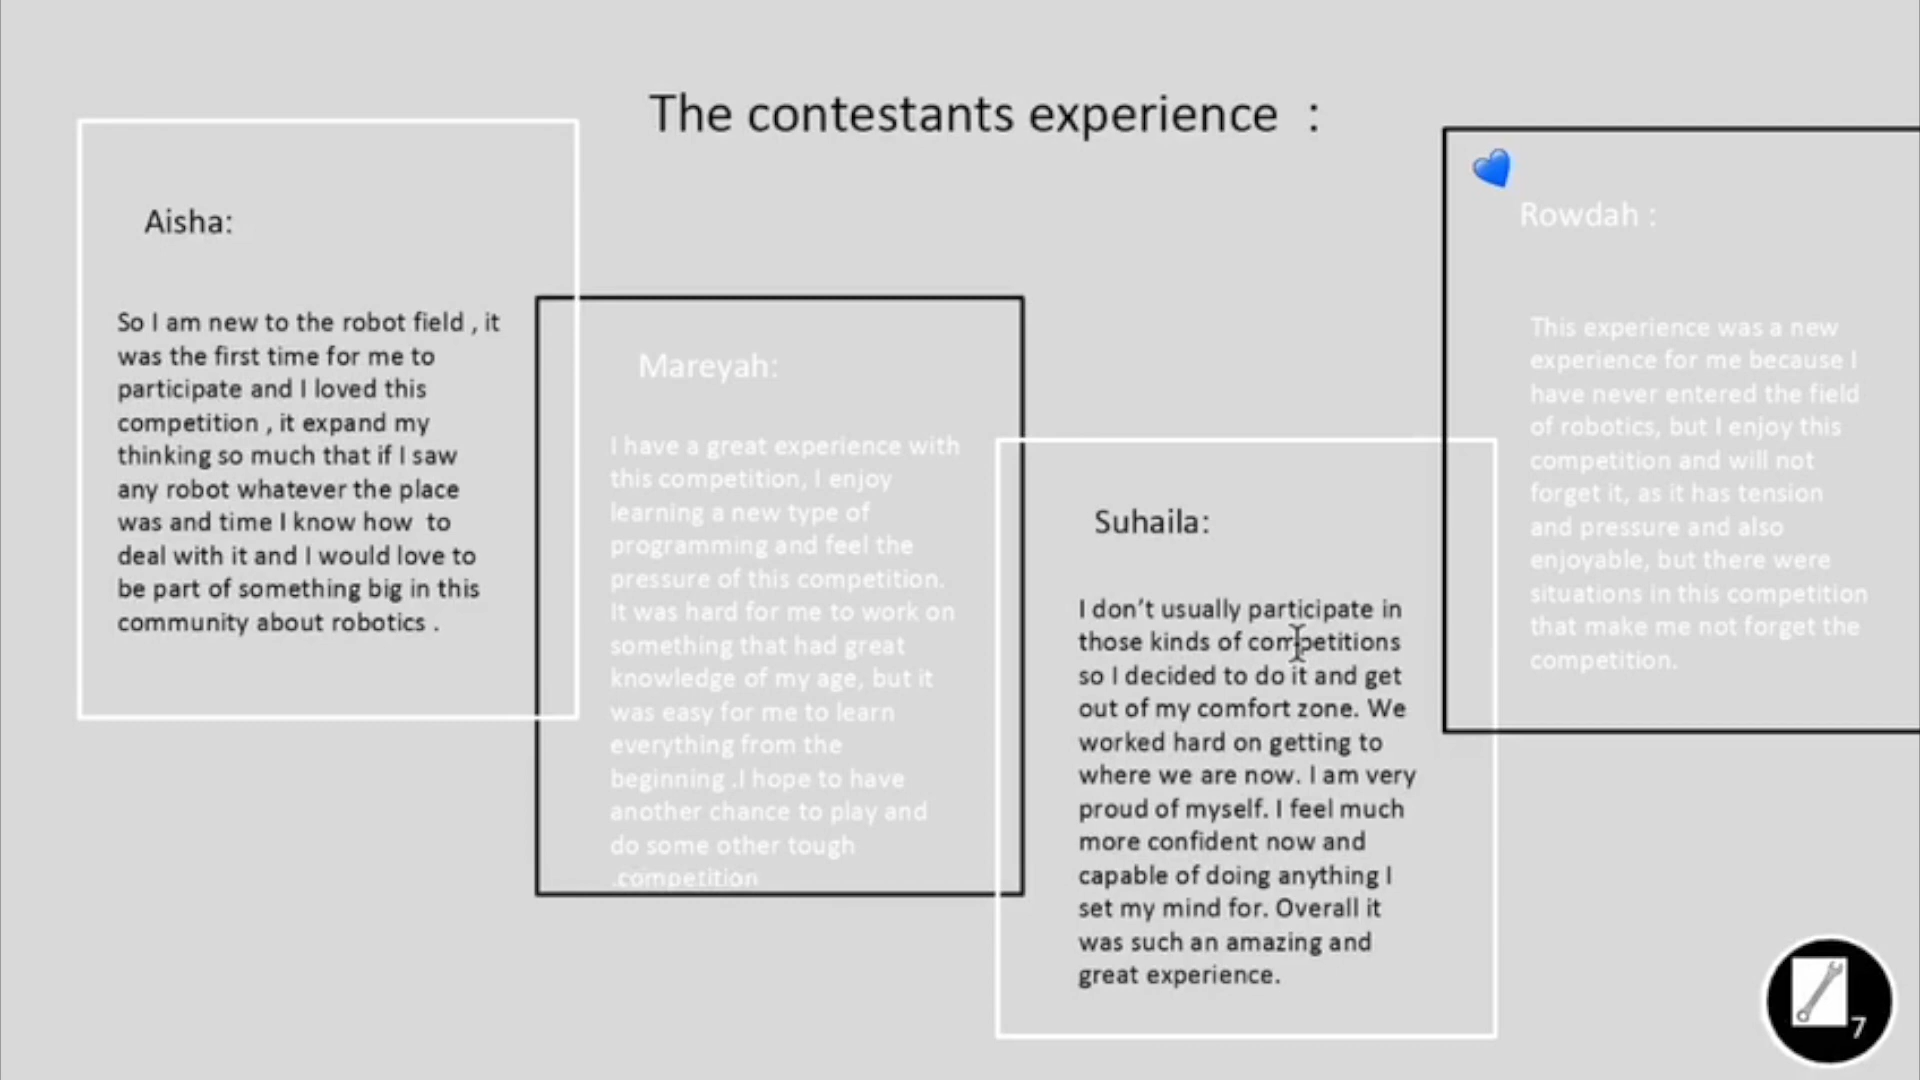 The contestants experience :
Aisha:
So I am new to the robot field , it
was the first time for me to
participate and I loved this
competition , it expand my
thinking so much that if I saw
any robot whatever the place
was and time I know how to
deal with it and I would love to
be part of something big in this
community about robotics .
Mareyah:
I have a great experience with
this competition, I enjoy
learning a new type of
programming and feel the
pressure of this competition.
It was hard for me to work on
something that had great
knowledge of my age, but it
was easy for me to learn
everything from the
beginning .I hope to have
another chance to play and
do some other tough
.competition
Suhaila:
I don’t usually participate in
those kinds of competitions
so I decided to do it and get
out of my comfort zone. We
worked hard on getting to
where we are now. I am very
proud of myself. I feel much
more confident now and
capable of doing anything I
set my mind for. Overall it
was such an amazing and
great experience.
Rowdah :
This experience was a new
experience for me because I
have never entered the field
of robotics, but I enjoy this
competition and will not
forget it, as it has tension
and pressure and also
enjoyable, but there were
situations in this competition
that make me not forget the
competition.
7